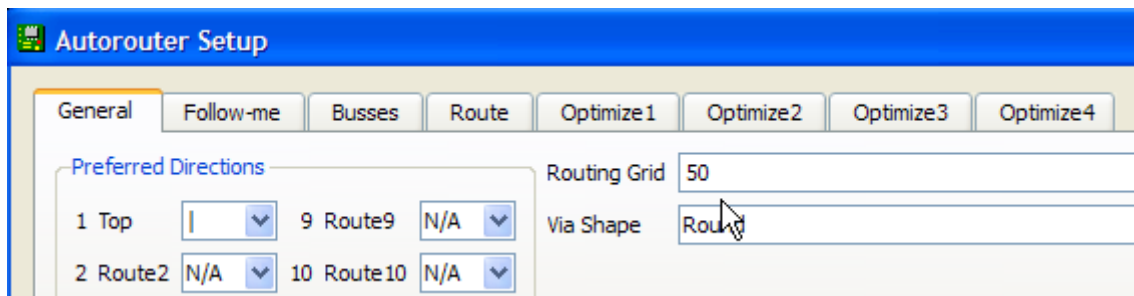 Autorouter Setup
General Follow-me Busses Route Optimize1 Optimize2 Optimize3 Optimize4
Preferred Directions
Routing Grid 50
1 Top | 9 Route9 N/A
Via Shape Round
2 Route2 N/A 10 Route10 N/A